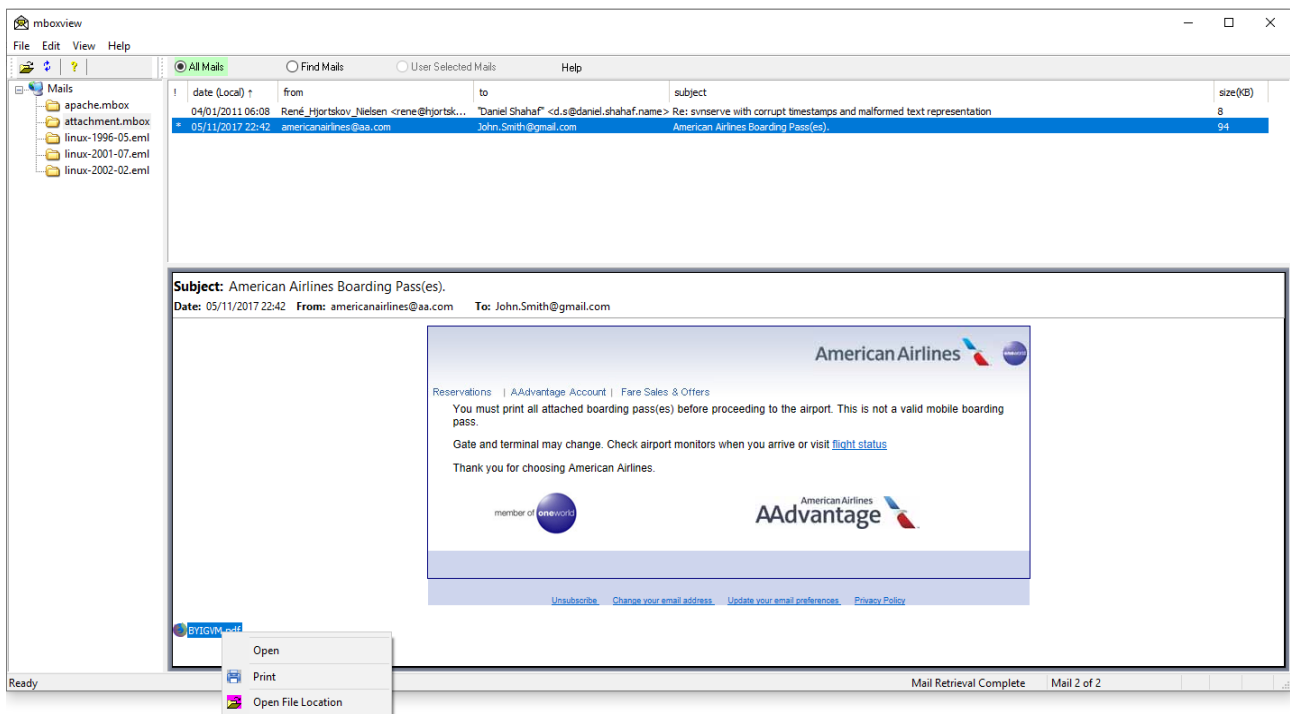 mboxview
File Edit View Help
All Mails Find Mails User Selected Mails Help
Mails
apache.mbox
attachment.mbox
linux-1996-05.eml
linux-2001-07.eml
linux-2002-02.eml
! date (Local) ↑ from to subject size(KB)
04/01/2011 06:08 René_Hjortskov_Nielsen <rene@hjortsk... "Daniel Shahaf" <d.s@daniel.shahaf.name> Re: svnserve with corrupt timestamps and malformed text representation 8
* 05/11/2017 22:42 americanairlines@aa.com John.Smith@gmail.com American Airlines Boarding Pass(es). 94
Subject: American Airlines Boarding Pass(es).
Date: 05/11/2017 22:42 From: americanairlines@aa.com To: John.Smith@gmail.com
American Airlines oneworld
Reservations | AAdvantage Account | Fare Sales & Offers
You must print all attached boarding pass(es) before proceeding to the airport. This is not a valid mobile boarding
pass.
Gate and terminal may change. Check airport monitors when you arrive or visit flight status
Thank you for choosing American Airlines.
member of oneworld
American Airlines
AAdvantage
Unsubscribe Change your email address Update your email preferences Privacy Policy
BYIGVM.pdf
Open
Print
Open File Location
Ready Mail Retrieval Complete Mail 2 of 2